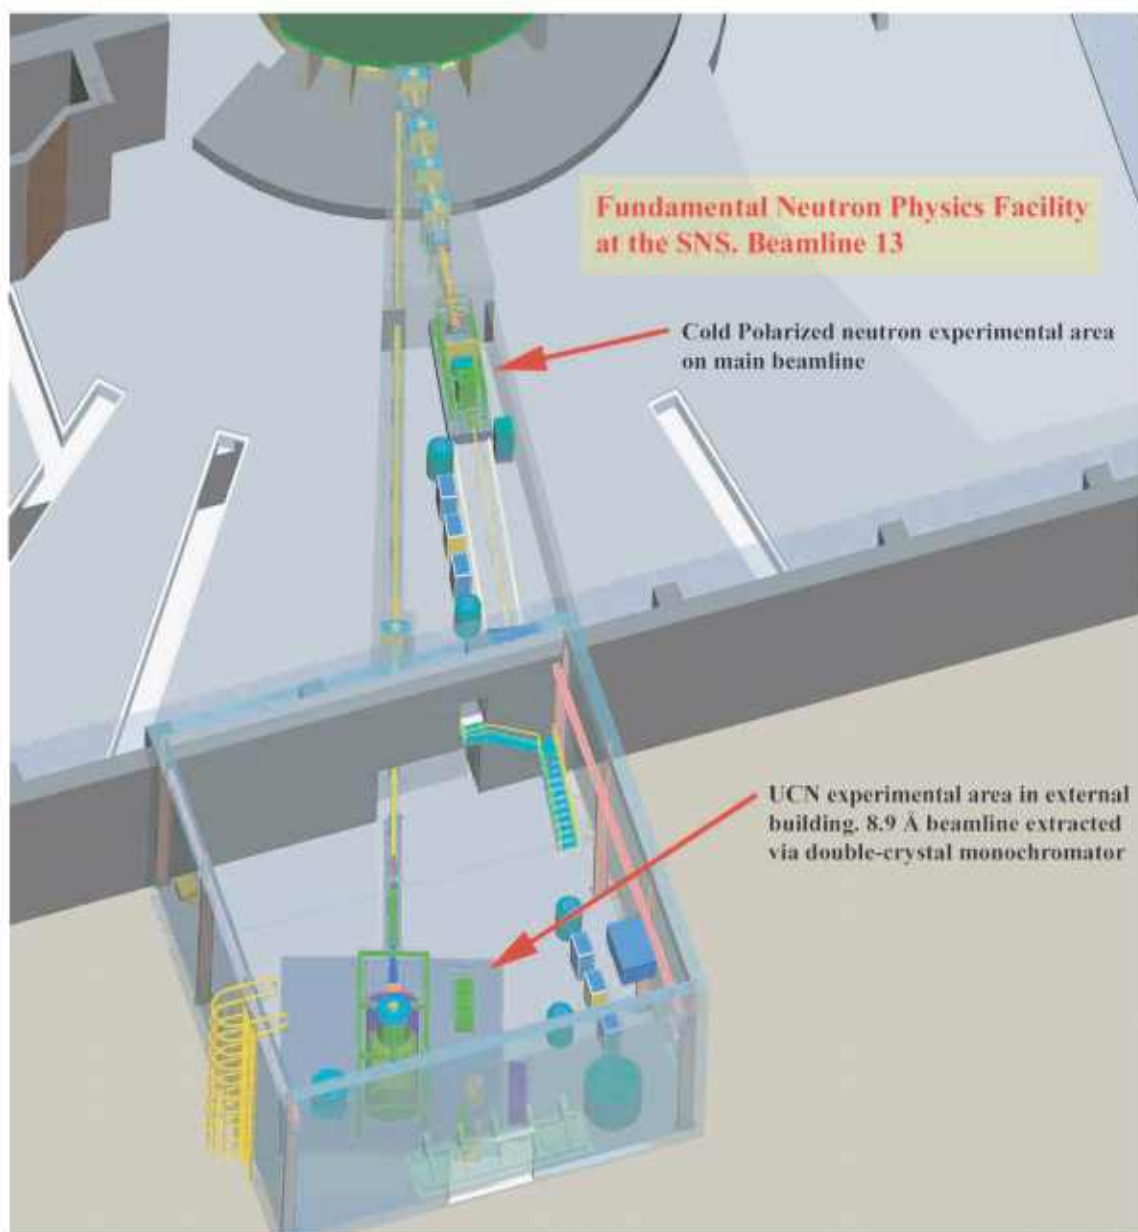 Fundamental Neutron Physics Facility
at the SNS. Beamline 13
Cold Polarized neutron experimental area
on main beamline
UCN experimental area in external
building. 8.9 Å beamline extracted
via double-crystal monochromator